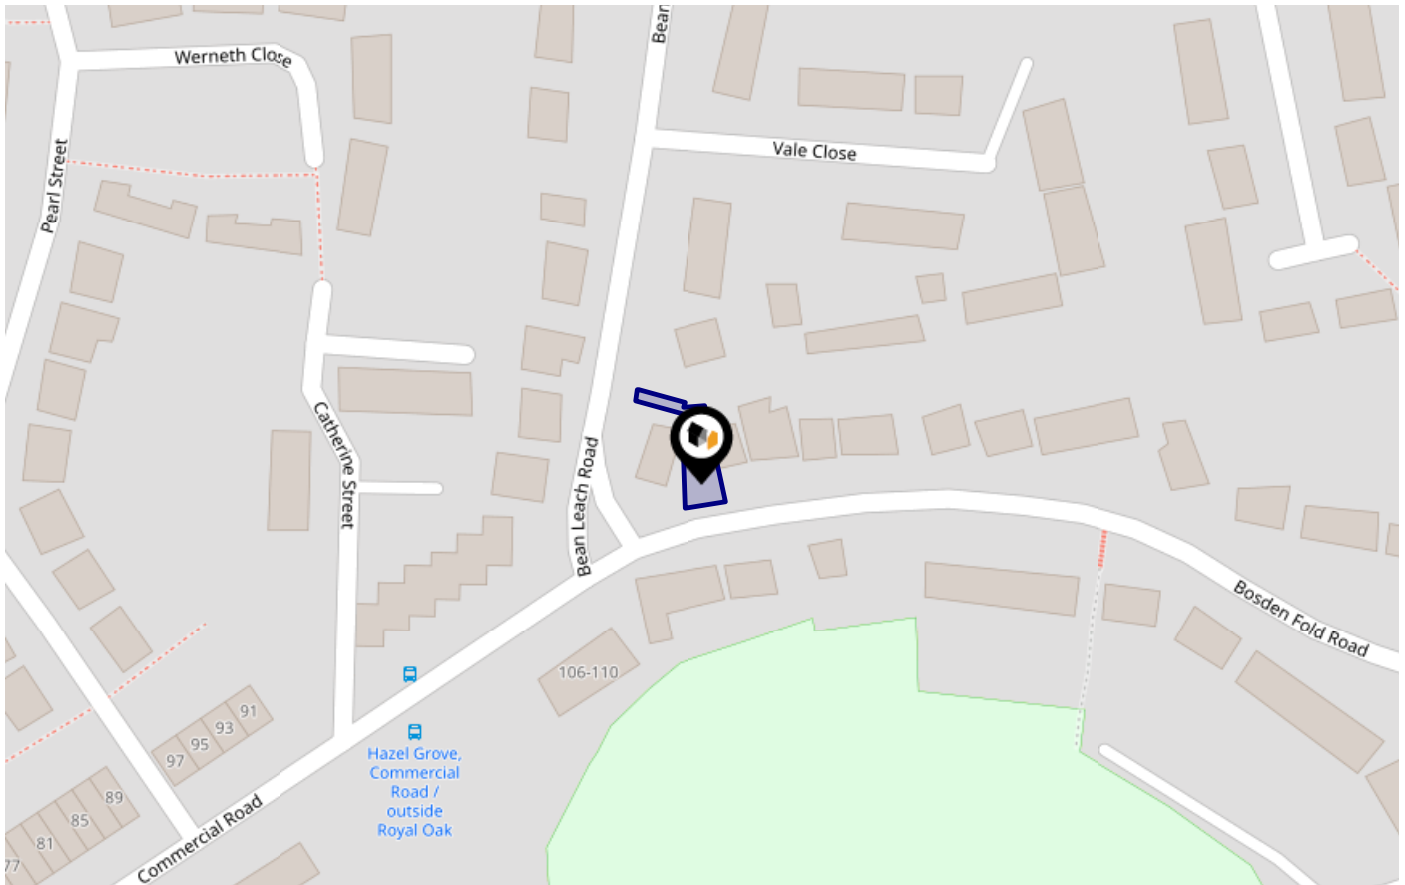 Bean
Werneth Close
Pearl Street
Vale Close
Catherine Street
Bean Leach Road
Bosden Fold Road
106-110
91
93
95
97
Hazel Grove,
Commercial
Road /
outside
Royal Oak
89
85
81
77
Commercial Road